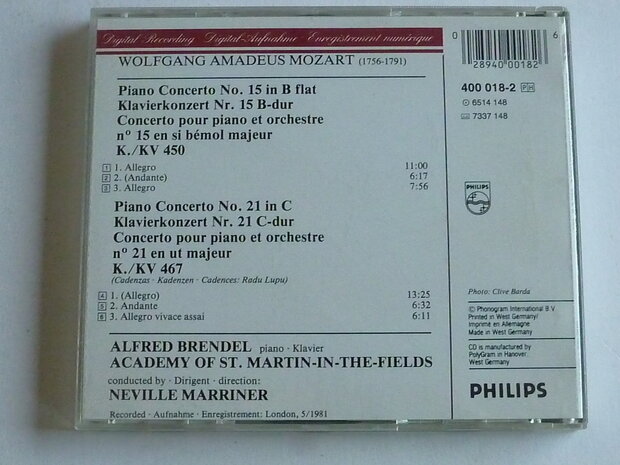 Digital Recording Digital-Aufnahme Enregistrement numérique
WOLFGANG AMADEUS MOZART (1756-1791)
Piano Concerto No. 15 in B flat
Klavierkonzert Nr. 15 B-dur
Concerto pour piano et orchestre
nº 15 en si bémol majeur
K./KV 450
1 1. Allegro 11:00
2 2. (Andante) 6:17
3 3. Allegro 7:56
Piano Concerto No. 21 in C
Klavierkonzert Nr. 21 C-dur
Concerto pour piano et orchestre
nº 21 en ut majeur
K./KV 467
(Cadenzas · Kadenzen · Cadences: Radu Lupu)
4 1. (Allegro) 13:25
5 2. Andante 6:32
6 3. Allegro vivace assai 6:11
ALFRED BRENDEL piano · Klavier
ACADEMY OF ST. MARTIN-IN-THE-FIELDS
conducted by · Dirigent · direction:
NEVILLE MARRINER
Recorded · Aufnahme · Enregistrement: London, 5/1981
0 28940 00182 6
400 018-2 PH
6514 148
7337 148
PHILIPS
Photo: Clive Barda
℗ Phonogram International B.V.
Printed in West Germany/
Imprimé en Allemagne
Made in West Germany
CD is manufactured by
PolyGram in Hanover,
West Germany
PHILIPS